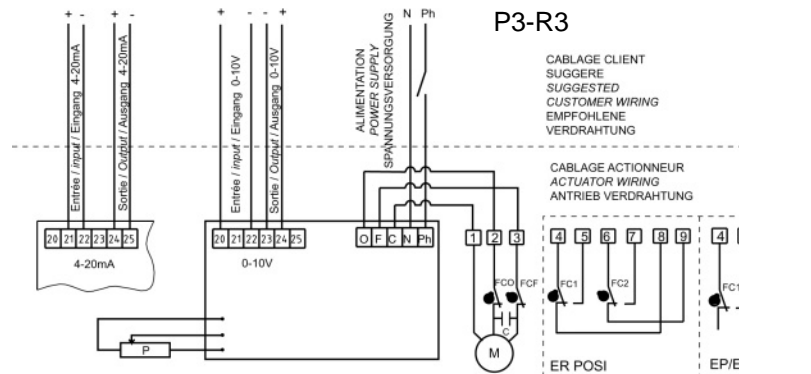 + - + -
+ - - +
N Ph
P3-R3
Entrée / input / Eingang 4-20mA
Sortie / Output / Ausgang 4-20mA
Entrée / input / Eingang 0-10V
Sortie / Output / Ausgang 0-10V
ALIMENTATION
POWER SUPPLY
SPANNUNGSVERSORGUNG
CABLAGE CLIENT
SUGGERE
SUGGESTED
CUSTOMER WIRING
EMPFOHLENE
VERDRAHTUNG
CABLAGE ACTIONNEUR
ACTUATOR WIRING
ANTRIEB VERDRAHTUNG
20 21 22 23 24 25
4-20mA
20 21 22 23 24 25
0-10V
O F C N Ph
1 2 3
4 5 6 7 8 9
4
FCO FCF
FC1
FC2
FC1
C
M
P
ER POSI
EP/E